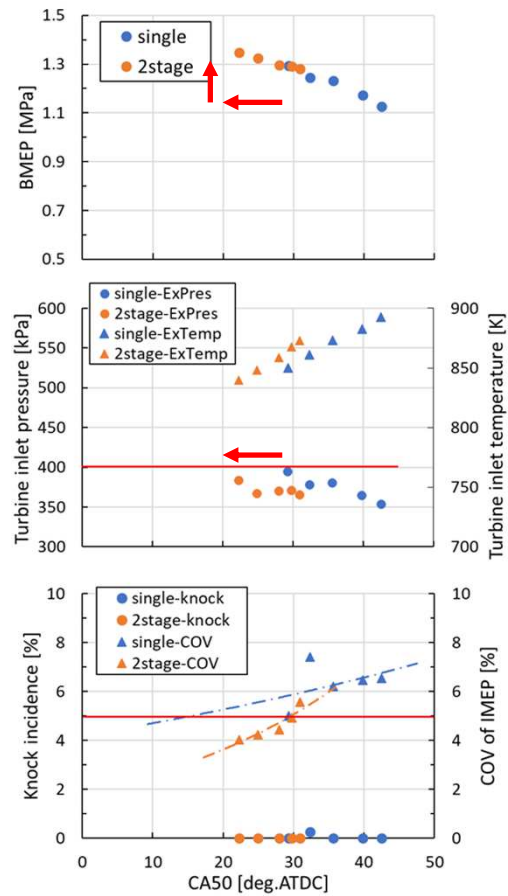 1.5
1.3
1.1
0.9
0.7
0.5
BMEP [MPa]
single
2stage
600
550
500
450
400
350
300
Turbine inlet pressure [kPa]
single-ExPres
2stage-ExPres
single-ExTemp
2stage-ExTemp
900
850
800
750
700
Turbine inlet temperature [K]
10
8
6
4
2
0
Knock incidence [%]
single-knock
2stage-knock
single-COV
2stage-COV
10
8
6
4
2
0
COV of IMEP [%]
0 10 20 30 40 50
CA50 [deg.ATDC]